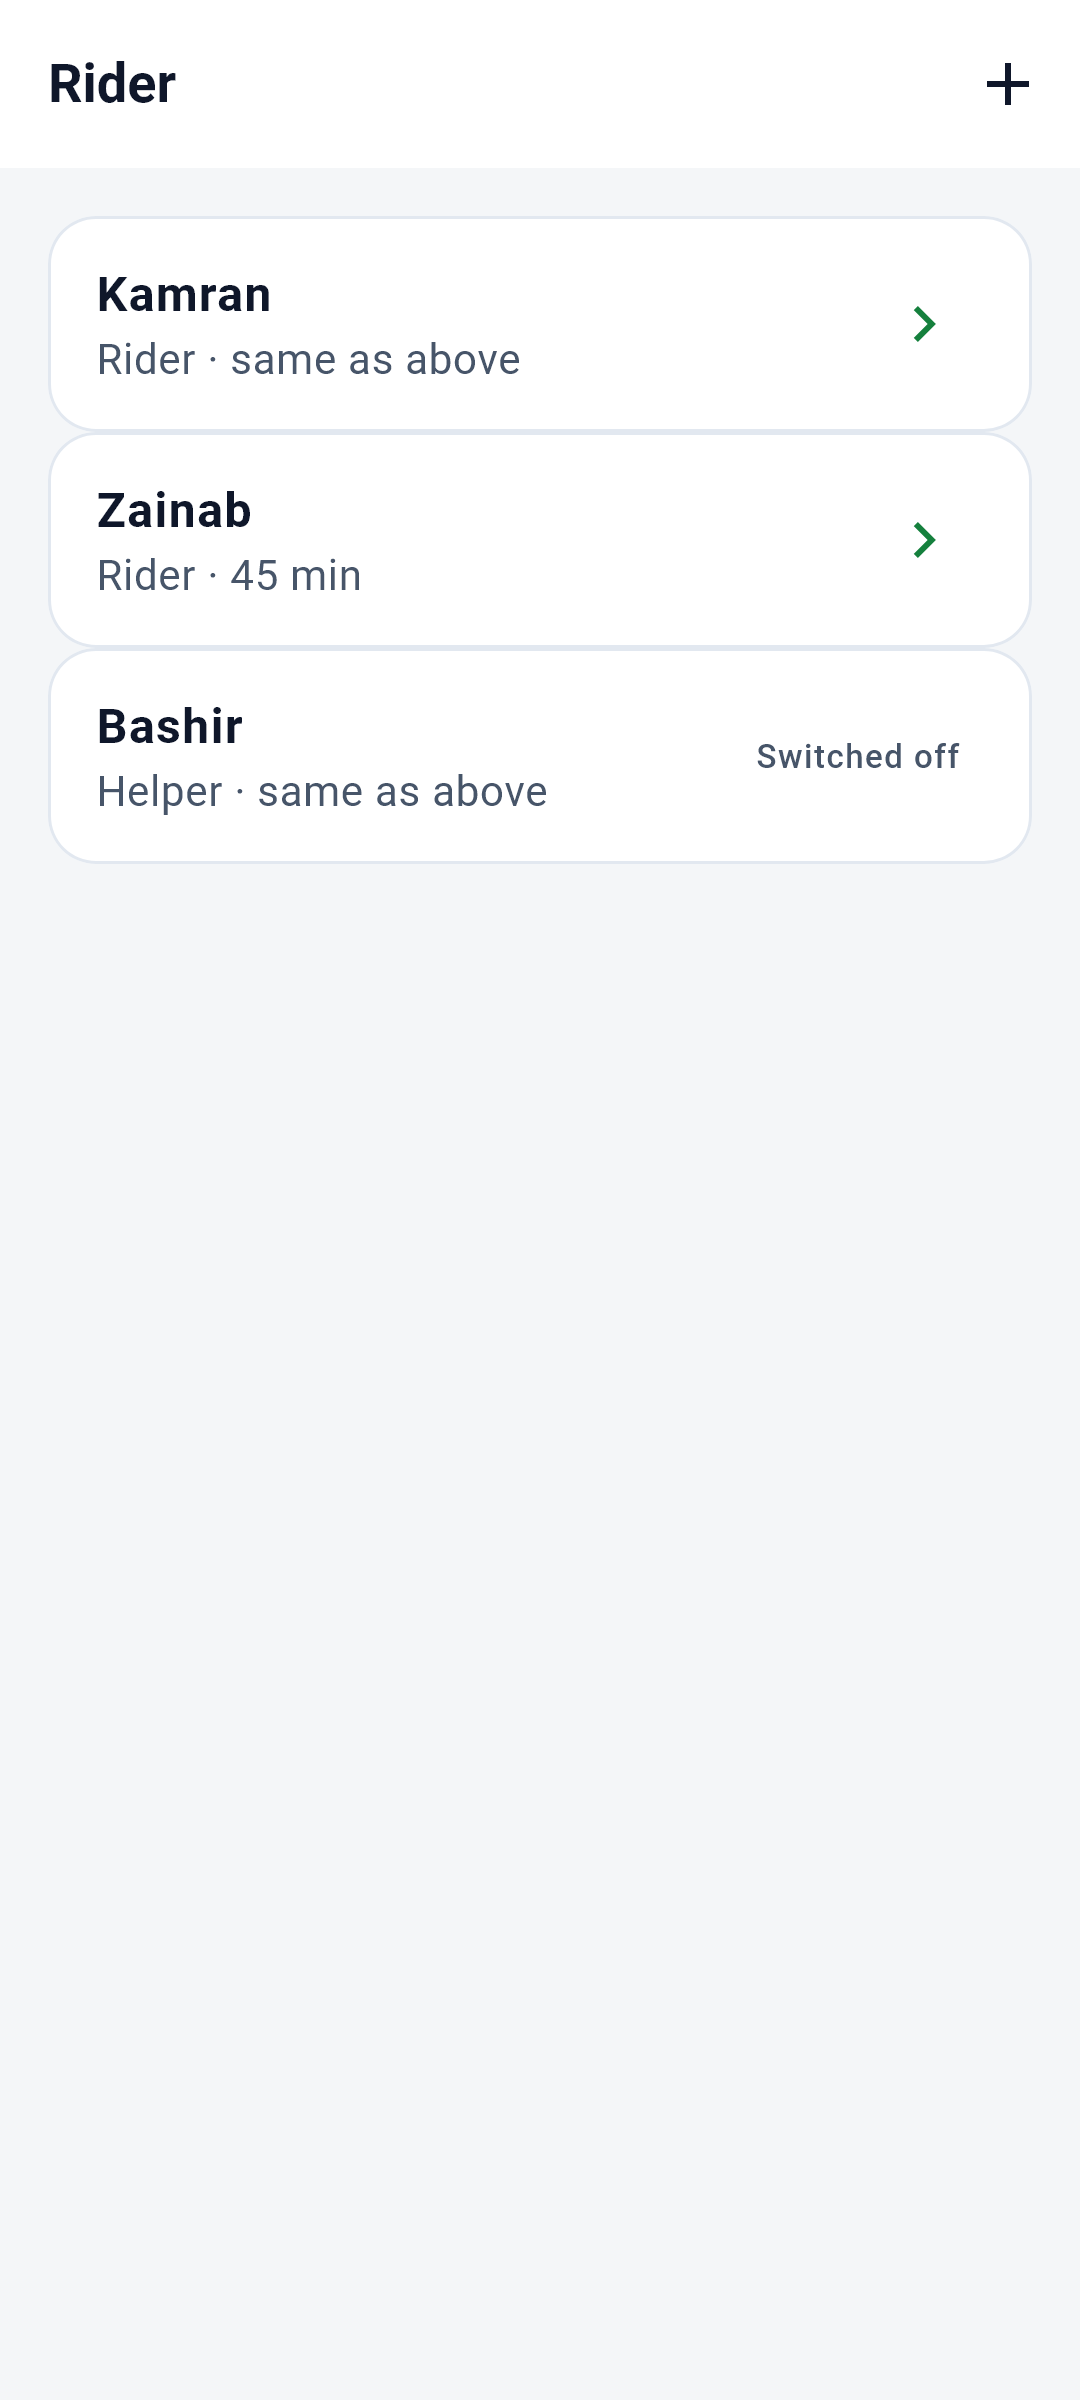 Rider
Kamran
Rider · same as above
Zainab
Rider · 45 min
Bashir
Helper · same as above
Switched off